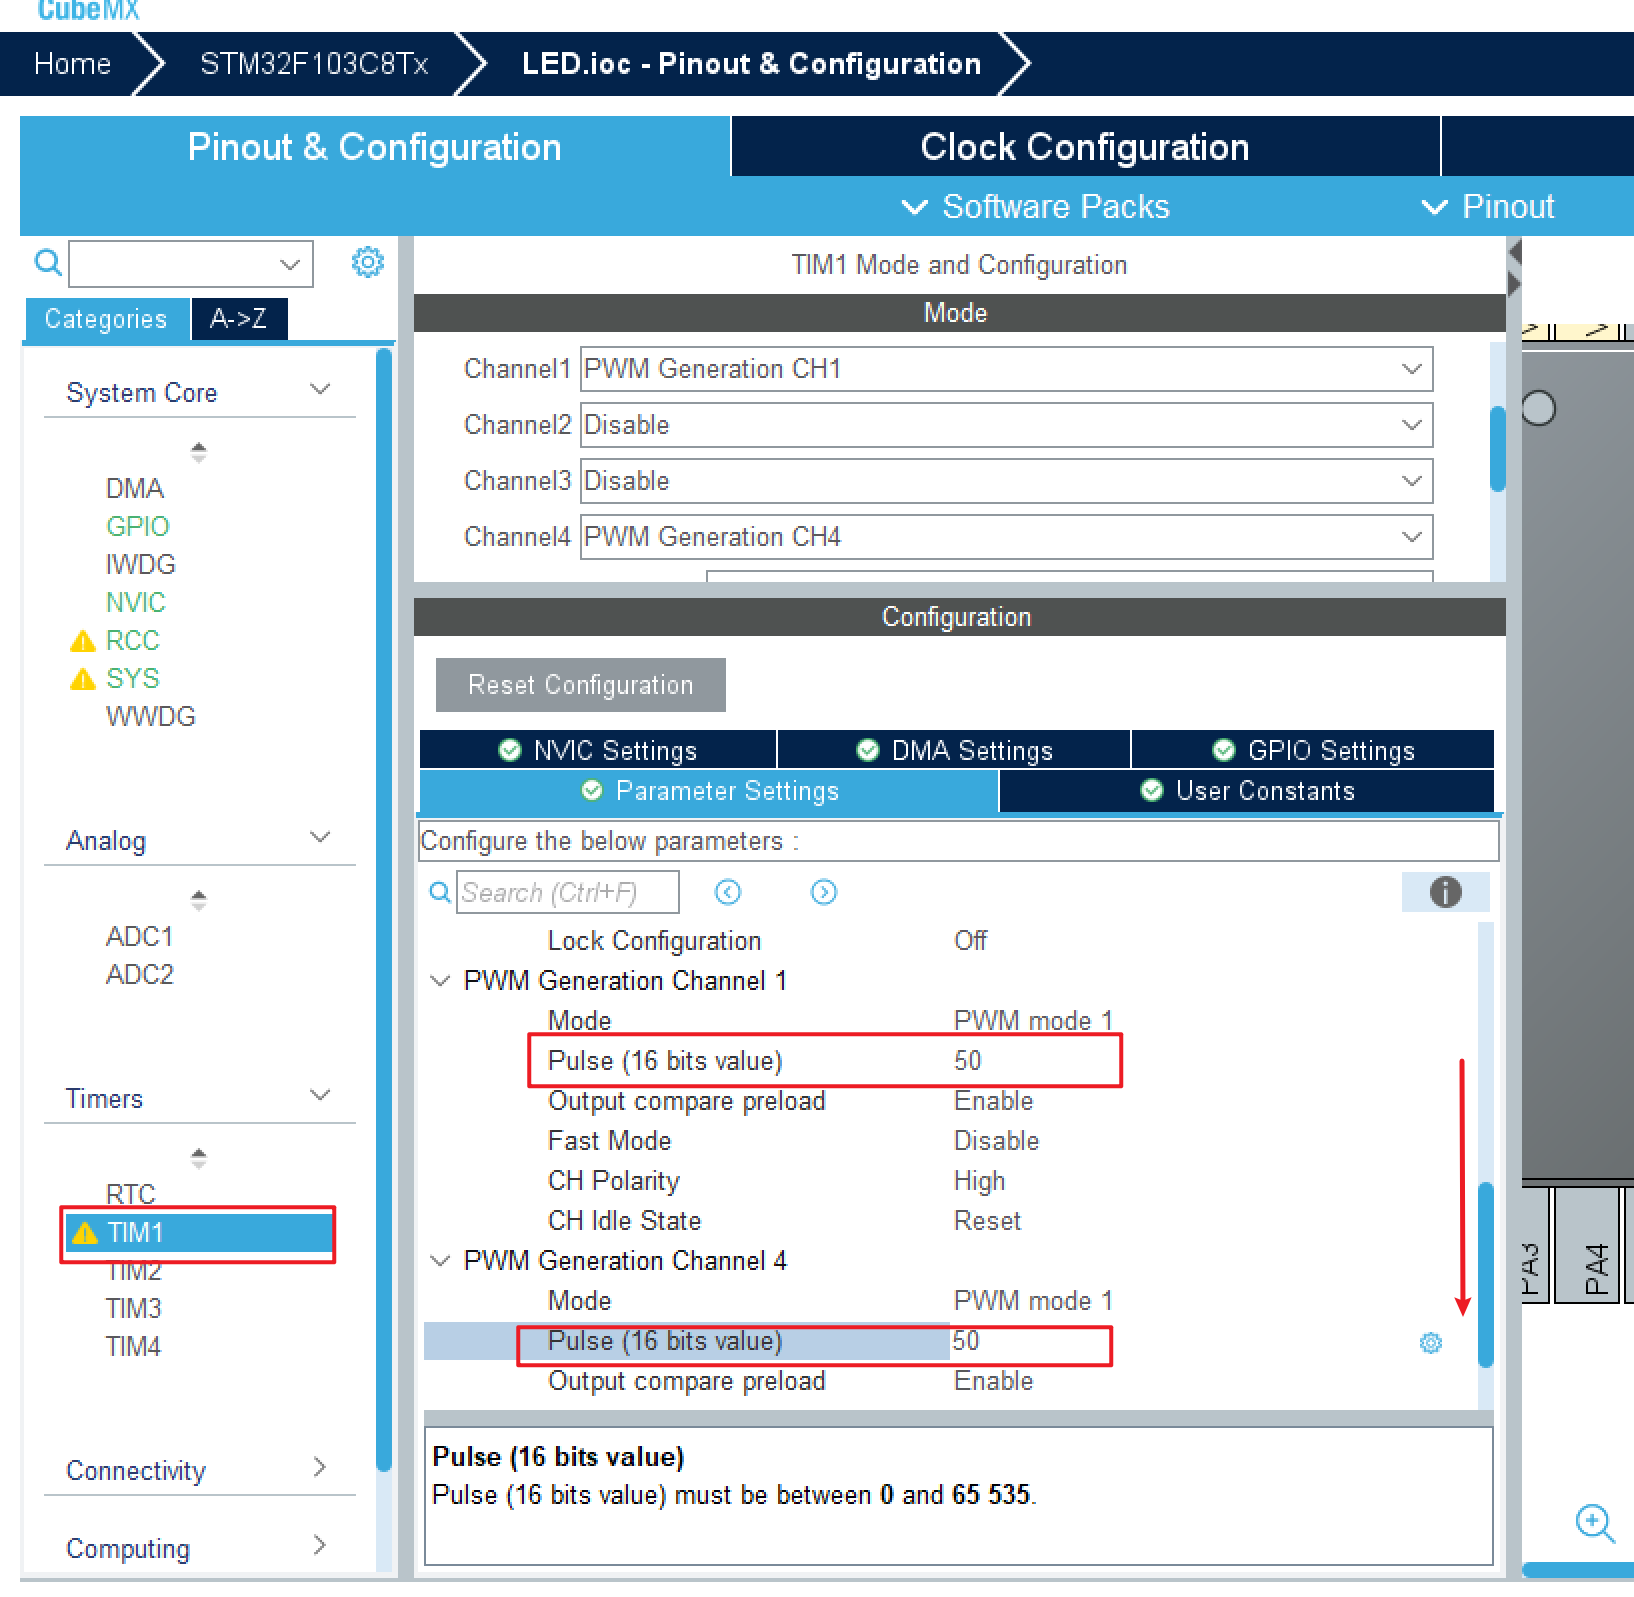 CubeMX
Home STM32F103C8Tx LED.ioc - Pinout & Configuration
Pinout & Configuration Clock Configuration
Software Packs Pinout
Categories A->Z
System Core
DMA
GPIO
IWDG
NVIC
RCC
SYS
WWDG
Analog
ADC1
ADC2
Timers
RTC
TIM1
TIM2
TIM3
TIM4
Connectivity
Computing
TIM1 Mode and Configuration
Mode
Channel1 PWM Generation CH1
Channel2 Disable
Channel3 Disable
Channel4 PWM Generation CH4
Configuration
Reset Configuration
NVIC Settings DMA Settings GPIO Settings
Parameter Settings User Constants
Configure the below parameters :
Search (Ctrl+F)
Lock Configuration Off
PWM Generation Channel 1
Mode PWM mode 1
Pulse (16 bits value) 50
Output compare preload Enable
Fast Mode Disable
CH Polarity High
CH Idle State Reset
PWM Generation Channel 4
Mode PWM mode 1
Pulse (16 bits value) 50
Output compare preload Enable
Pulse (16 bits value)
Pulse (16 bits value) must be between 0 and 65 535.
PA3
PA4